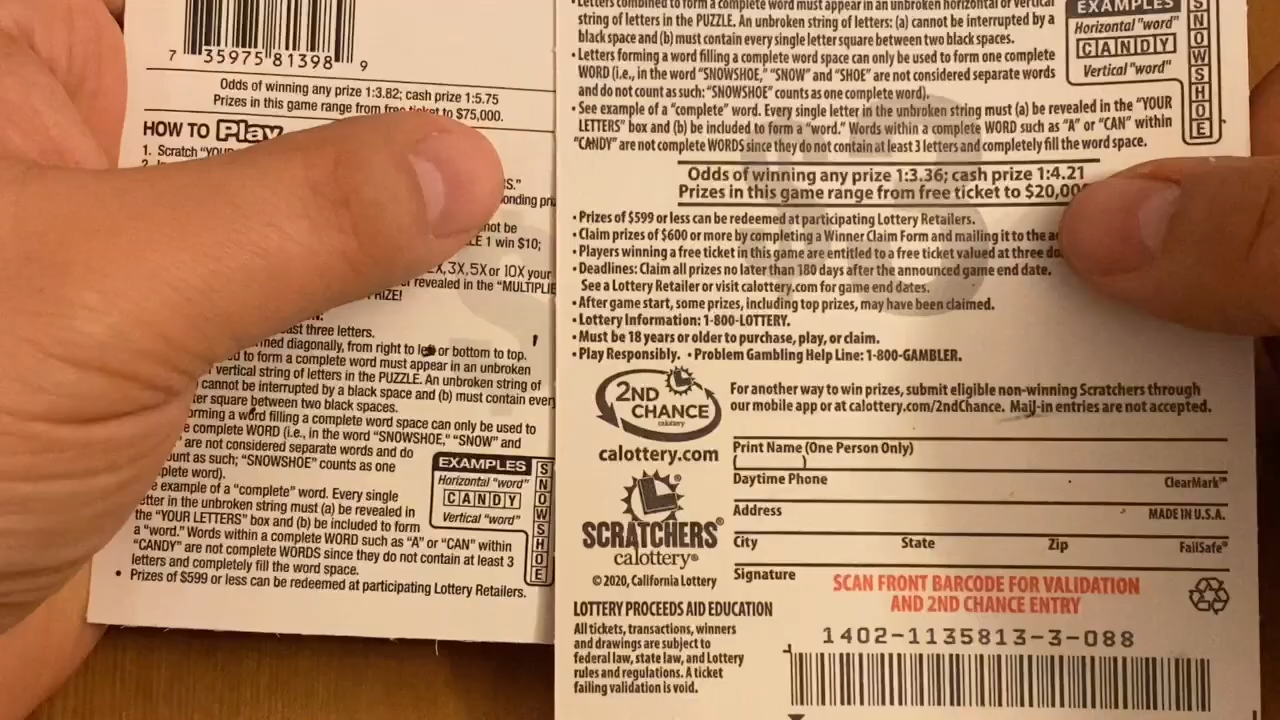 7 35975 81398 9
Odds of winning any prize 1:3.82; cash prize 1:5.75
Prizes in this game range from free ticket to $75,000.
HOW TO Play
1. Scratch "YOUR
2.
onding
not be
LE 1 win $10;
2X, 3X, 5X or 10X your
revealed in the "MULTIPLIE
PRIZE!
ast three letters.
ned diagonally, from right to left or bottom to top.
ed to form a complete word must appear in an unbroken
vertical string of letters in the PUZZLE. An unbroken string of
cannot be interrupted by a black space and (b) must contain every
ter square between two black spaces.
orming a word filling a complete word space can only be used to
e complete WORD (i.e., in the word "SNOWSHOE," "SNOW" and
are not considered separate words and do
ount as such; "SNOWSHOE" counts as one
plete word).
e example of a "complete" word. Every single
etter in the unbroken string must (a) be revealed in
the "YOUR LETTERS" box and (b) be included to form
a "word." Words within a complete WORD such as "A" or "CAN" within
"CANDY" are not complete WORDS since they do not contain at least 3
letters and completely fill the word space.
• Prizes of $599 or less can be redeemed at participating Lottery Retailers.
EXAMPLES
Horizontal "word"
CANDY
Vertical "word"
SNOWSHOE
• Letters combined to form a complete word must appear in an unbroken horizontal or vertical
string of letters in the PUZZLE. An unbroken string of letters: (a) cannot be interrupted by a
black space and (b) must contain every single letter square between two black spaces.
• Letters forming a word filling a complete word space can only be used to form one complete
WORD (i.e., in the word "SNOWSHOE," "SNOW" and "SHOE" are not considered separate words
and do not count as such: "SNOWSHOE" counts as one complete word).
• See example of a "complete" word. Every single letter in the unbroken string must (a) be revealed in the "YOUR
LETTERS" box and (b) be included to form a "word." Words within a complete WORD such as "A" or "CAN" within
"CANDY" are not complete WORDS since they do not contain at least 3 letters and completely fill the word space.
EXAMPLES
Horizontal "word"
CANDY
Vertical "word"
SNOWSHOE
Odds of winning any prize 1:3.36; cash prize 1:4.21
Prizes in this game range from free ticket to $20,00
• Prizes of $599 or less can be redeemed at participating Lottery Retailers.
• Claim prizes of $600 or more by completing a Winner Claim Form and mailing it to the a
• Players winning a free ticket in this game are entitled to a free ticket valued at three do
• Deadlines: Claim all prizes no later than 180 days after the announced game end date.
See a Lottery Retailer or visit calottery.com for game end dates.
• After game start, some prizes, including top prizes, may have been claimed.
• Lottery Information: 1-800-LOTTERY.
• Must be 18 years or older to purchase, play, or claim.
• Play Responsibly. • Problem Gambling Help Line: 1-800-GAMBLER.
2ND CHANCE
calottery
calottery.com
For another way to win prizes, submit eligible non-winning Scratchers through
our mobile app or at calottery.com/2ndChance. Mail-in entries are not accepted.
Print Name (One Person Only)
( )
Daytime Phone
ClearMark™
Address
MADE IN U.S.A.
City State Zip FailSafe®
Signature
SCRATCHERS®
calottery®
© 2020, California Lottery
LOTTERY PROCEEDS AID EDUCATION
All tickets, transactions, winners
and drawings are subject to
federal law, state law, and Lottery
rules and regulations. A ticket
failing validation is void.
SCAN FRONT BARCODE FOR VALIDATION
AND 2ND CHANCE ENTRY
1402-1135813-3-088